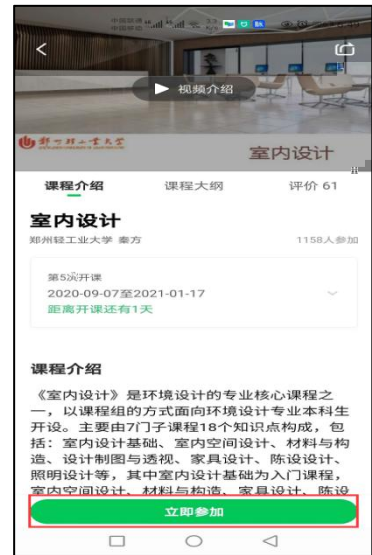 中国联通
中国移动
视频介绍
室内设计
课程介绍 课程大纲 评价 61
室内设计
郑州轻工业大学 秦方 1158人参加
第5次开课
2020-09-07至2021-01-17
距离开课还有1天
课程介绍
《室内设计》是环境设计的专业核心课程之
一，以课程组的方式面向环境设计专业本科生
开设。主要由7门子课程18个知识点构成，包
括：室内设计基础、室内空间设计、材料与构
造、设计制图与透视、家具设计、陈设设计、
照明设计等，其中室内设计基础为入门课程，
室内空间设计、材料与构造、家具设计、陈设
立即参加